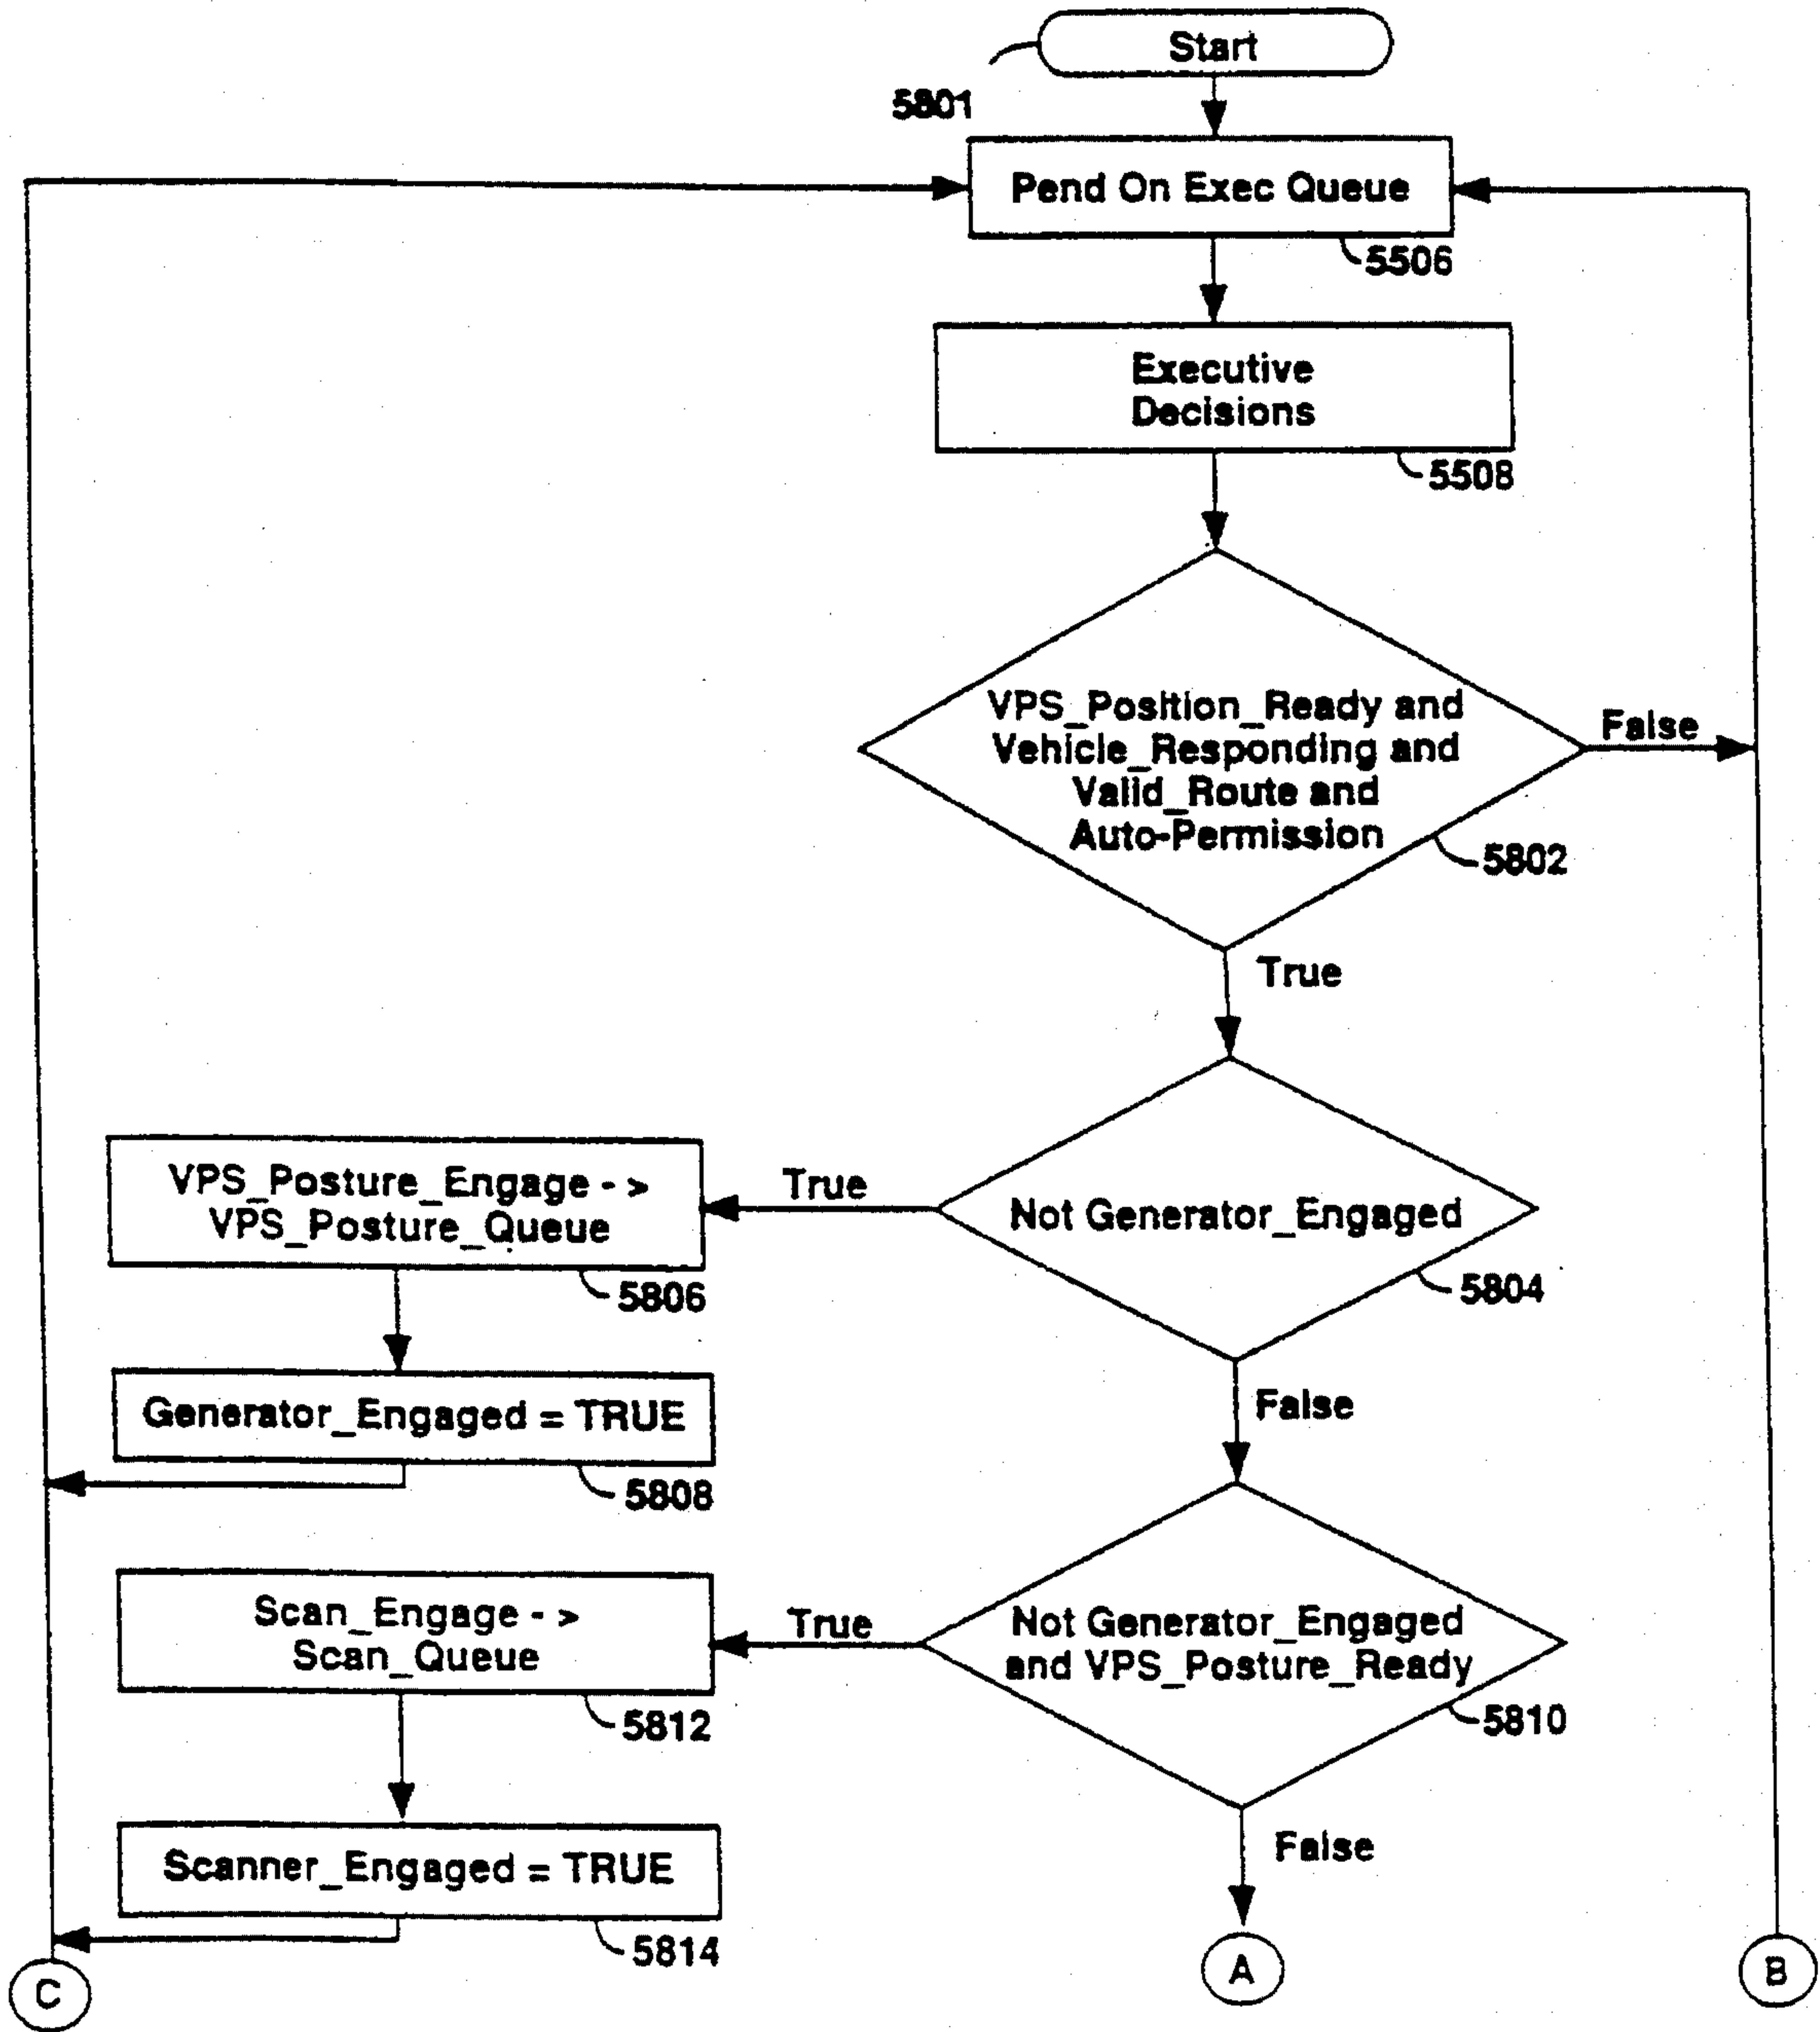 Start
5801
Pend On Exec Queue
5506
Executive
Decisions
5508
VPS_Position_Ready and
Vehicle_Responding and
Valid_Route and
Auto-Permission
False
5802
True
Not Generator_Engaged
5804
True
VPS_Posture_Engage - >
VPS_Posture_Queue
5806
Generator_Engaged = TRUE
5808
False
Not Generator_Engaged
and VPS_Posture_Ready
5810
True
Scan_Engage - >
Scan_Queue
5812
Scanner_Engaged = TRUE
5814
False
C
A
B